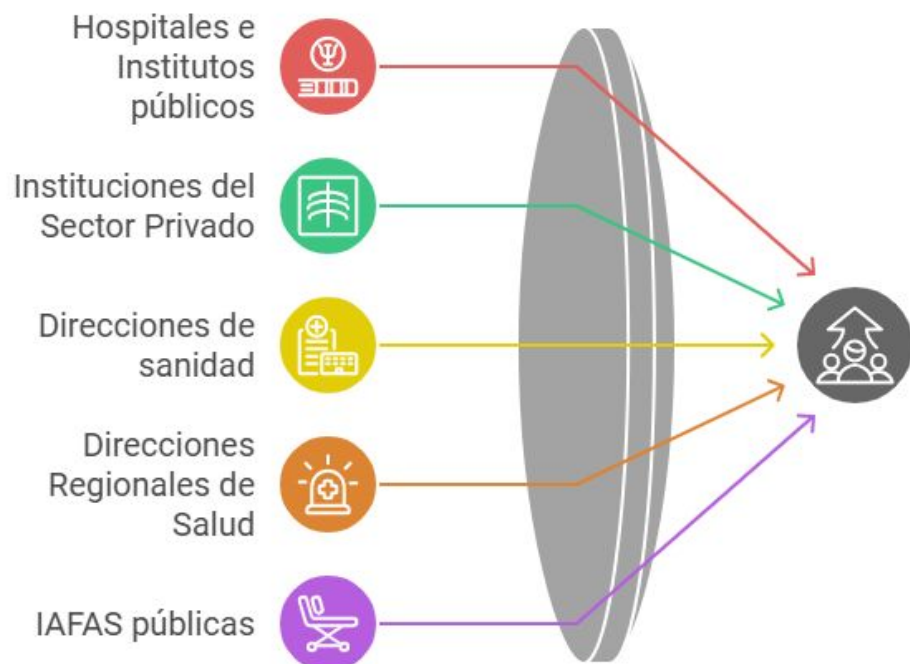 Hospitales e
Institutos
públicos
Instituciones del
Sector Privado
Direcciones de
sanidad
Direcciones
Regionales de
Salud
IAFAS públicas